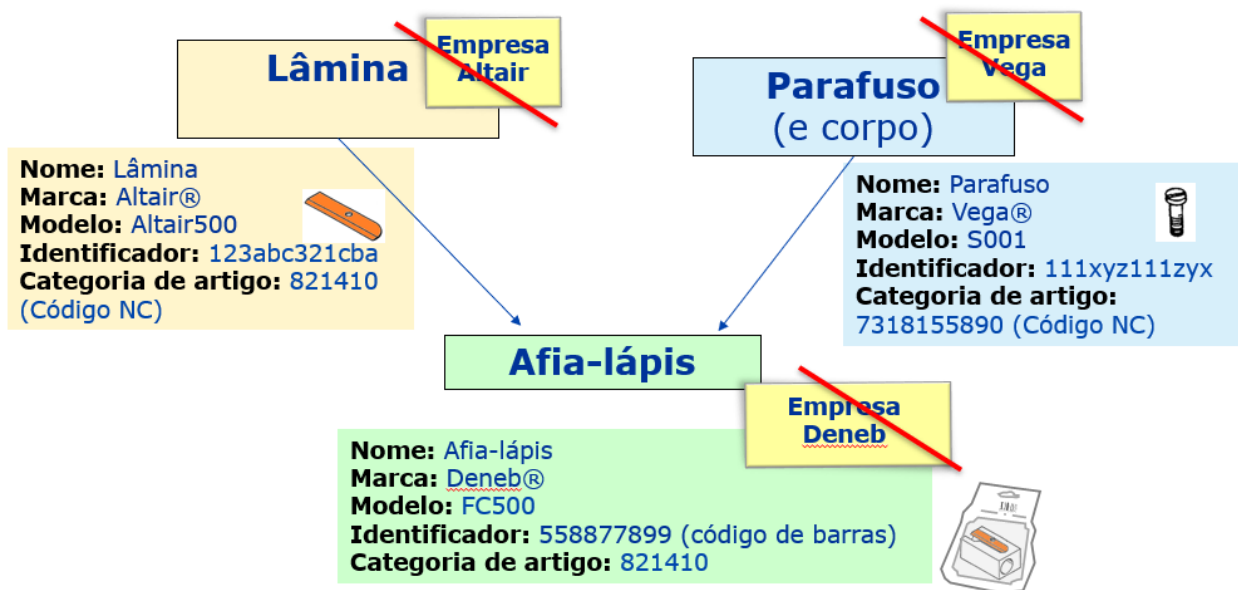 Lâmina
Empresa
Altair
Parafuso
(e corpo)
Empresa
Vega
Nome: Lâmina
Marca: Altair®
Modelo: Altair500
Identificador: 123abc321cba
Categoria de artigo: 821410
(Código NC)
Nome: Parafuso
Marca: Vega®
Modelo: S001
Identificador: 111xyz111zyx
Categoria de artigo:
7318155890 (Código NC)
Afia-lápis
Empresa
Deneb
Nome: Afia-lápis
Marca: Deneb®
Modelo: FC500
Identificador: 558877899 (código de barras)
Categoria de artigo: 821410